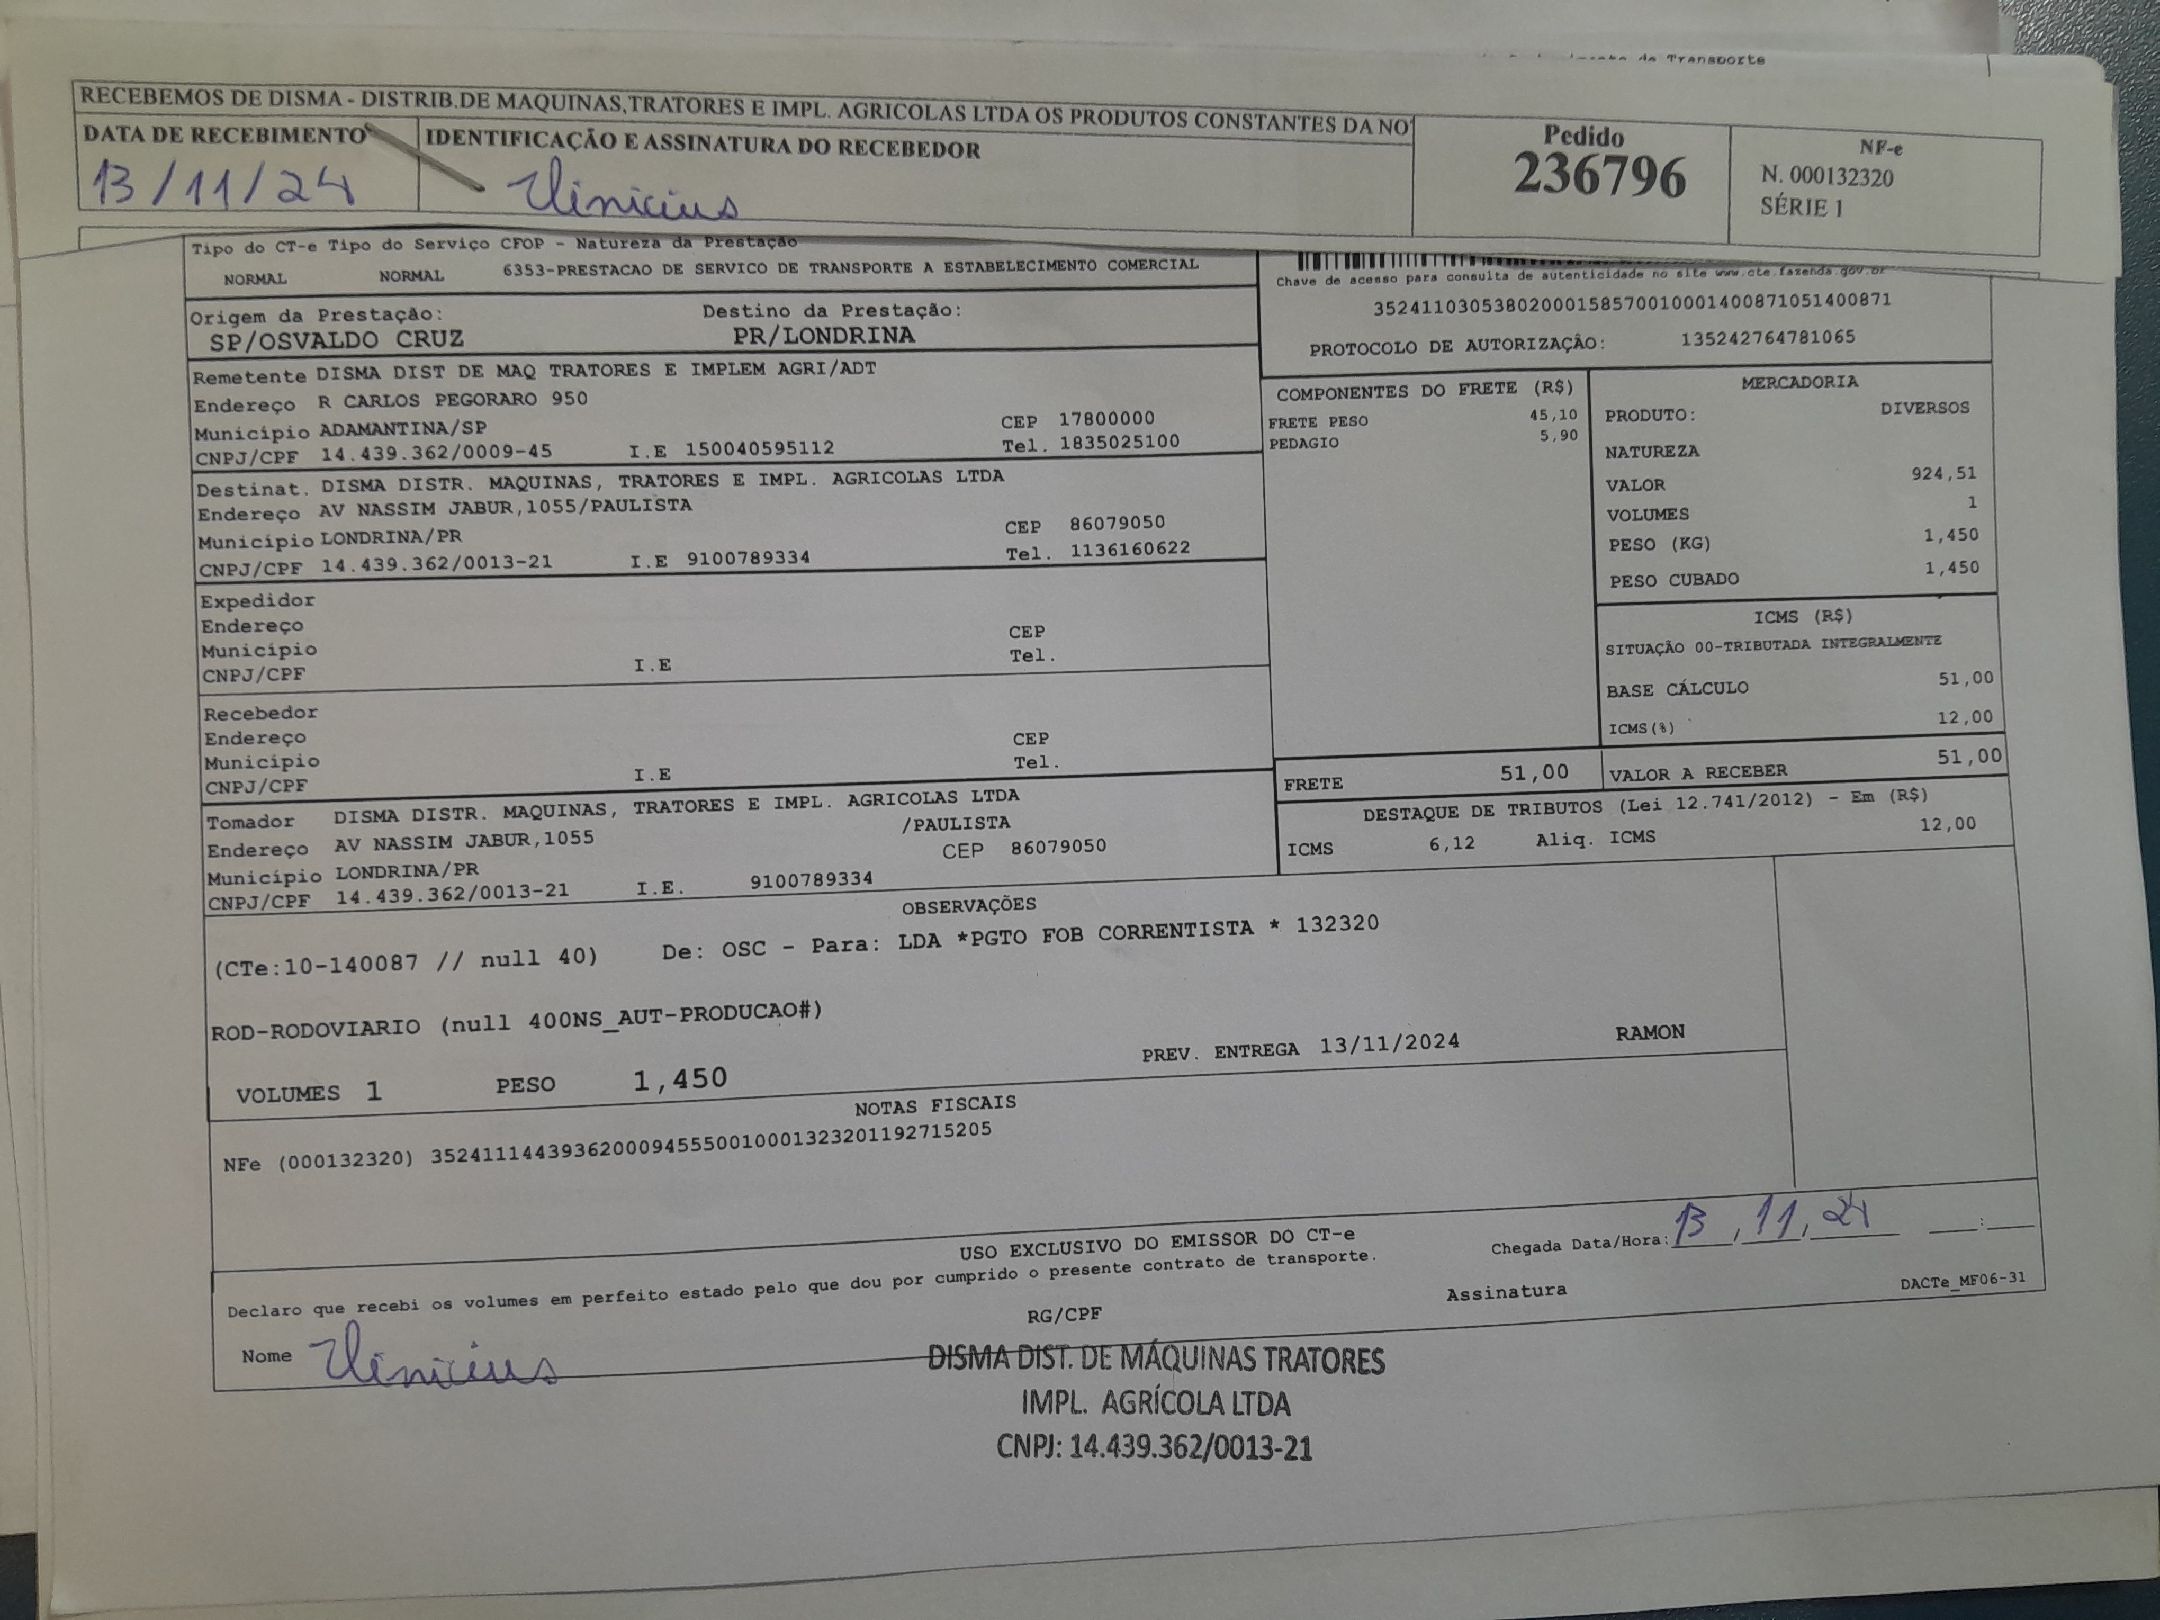 de Transporte
RECEBEMOS DE DISMA - DISTRIB.DE MAQUINAS,TRATORES E IMPL. AGRICOLAS LTDA OS PRODUTOS CONSTANTES DA NO
DATA DE RECEBIMENTO
IDENTIFICAÇÃO E ASSINATURA DO RECEBEDOR
13/11/24
Vinicius
Pedido
236796
NF-e
N. 000132320
SÉRIE 1
Tipo do CT-e Tipo do Serviço CFOP - Natureza da Prestação
NORMAL NORMAL 6353-PRESTACAO DE SERVICO DE TRANSPORTE A ESTABELECIMENTO COMERCIAL
Chave de acesso para consulta de autenticidade no site www.cte.fazenda.gov.br
35241103053802000158570010001400871051400871
PROTOCOLO DE AUTORIZAÇÃO: 135242764781065
Origem da Prestação: Destino da Prestação:
SP/OSVALDO CRUZ PR/LONDRINA
Remetente DISMA DIST DE MAQ TRATORES E IMPLEM AGRI/ADT
Endereço R CARLOS PEGORARO 950
Município ADAMANTINA/SP CEP 17800000
CNPJ/CPF 14.439.362/0009-45 I.E 150040595112 Tel. 1835025100
Destinat. DISMA DISTR. MAQUINAS, TRATORES E IMPL. AGRICOLAS LTDA
Endereço AV NASSIM JABUR,1055/PAULISTA
Município LONDRINA/PR CEP 86079050
CNPJ/CPF 14.439.362/0013-21 I.E 9100789334 Tel. 1136160622
Expedidor
Endereço
Município CEP
CNPJ/CPF I.E Tel.
Recebedor
Endereço
Município CEP
CNPJ/CPF I.E Tel.
Tomador DISMA DISTR. MAQUINAS, TRATORES E IMPL. AGRICOLAS LTDA
Endereço AV NASSIM JABUR,1055 /PAULISTA
Município LONDRINA/PR CEP 86079050
CNPJ/CPF 14.439.362/0013-21 I.E. 9100789334
COMPONENTES DO FRETE (R$)
FRETE PESO 45,10
PEDAGIO 5,90
MERCADORIA
PRODUTO: DIVERSOS
NATUREZA
VALOR 924,51
VOLUMES 1
PESO (KG) 1,450
PESO CUBADO 1,450
ICMS (R$)
SITUAÇÃO 00-TRIBUTADA INTEGRALMENTE
BASE CÁLCULO 51,00
ICMS(%) 12,00
FRETE 51,00 VALOR A RECEBER 51,00
DESTAQUE DE TRIBUTOS (Lei 12.741/2012) - Em (R$)
ICMS 6,12 Aliq. ICMS 12,00
OBSERVAÇÕES
(CTe:10-140087 // null 40) De: OSC - Para: LDA *PGTO FOB CORRENTISTA * 132320
ROD-RODOVIARIO (null 400NS_AUT-PRODUCAO#)
PREV. ENTREGA 13/11/2024 RAMON
VOLUMES 1 PESO 1,450
NOTAS FISCAIS
NFe (000132320) 35241114439362000945550010001323201192715205
USO EXCLUSIVO DO EMISSOR DO CT-e
Chegada Data/Hora: 13,11,24 :
Declaro que recebi os volumes em perfeito estado pelo que dou por cumprido o presente contrato de transporte.
Nome Vinicius RG/CPF Assinatura DACTe_MF06-31
DISMA DIST. DE MÁQUINAS TRATORES
IMPL. AGRÍCOLA LTDA
CNPJ: 14.439.362/0013-21